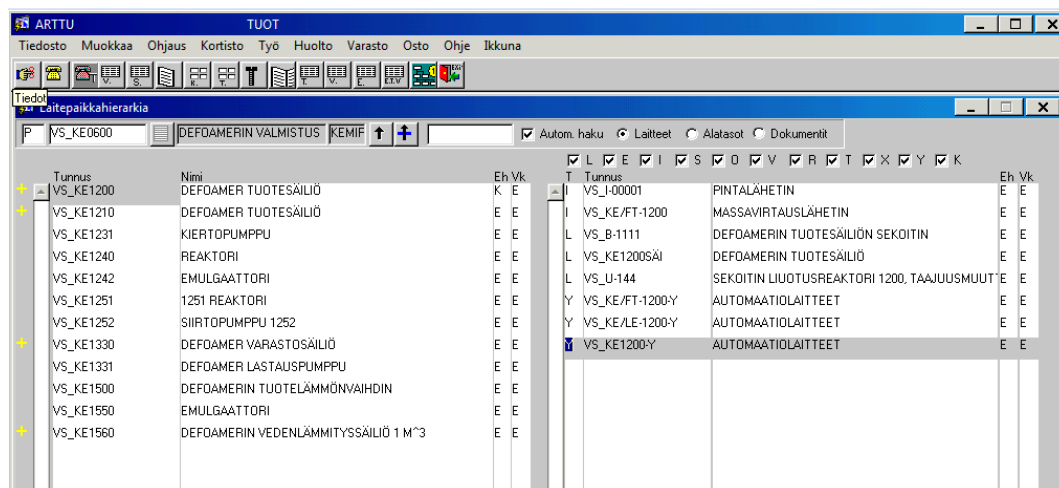 ARTTU TUOT
Tiedosto Muokkaa Ohjaus Kortisto Työ Huolto Varasto Osto Ohje Ikkuna
V. S. K. T. T. V. E. E.T.V
Tiedot
Laitepaikkahierarkia
P VS_KE0600 DEFOAMERIN VALMISTUS KEMIF Autom. haku Laitteet Alatasot Dokumentit
L E I S O V R T X Y K
Tunnus Nimi Eh Vk T Tunnus Eh Vk
VS_KE1200 DEFOAMER TUOTESÄILIÖ K E I VS_I-00001 PINTALÄHETIN E E
VS_KE1210 DEFOAMER TUOTESÄILIÖ E E I VS_KE/FT-1200 MASSAVIRTAUSLÄHETIN E E
VS_KE1231 KIERTOPUMPPU E E L VS_B-1111 DEFOAMERIN TUOTESÄILIÖN SEKOITIN E E
VS_KE1240 REAKTORI E E L VS_KE1200SÄI DEFOAMERIN TUOTESÄILIÖ E E
VS_KE1242 EMULGAATTORI E E L VS_U-144 SEKOITIN LIUOTUSREAKTORI 1200, TAAJUUSMUUTT E E
VS_KE1251 1251 REAKTORI E E Y VS_KE/FT-1200-Y AUTOMAATIOLAITTEET E E
VS_KE1252 SIIRTOPUMPPU 1252 E E Y VS_KE/LE-1200-Y AUTOMAATIOLAITTEET E E
VS_KE1330 DEFOAMER VARASTOSÄILIÖ E E Y VS_KE1200-Y AUTOMAATIOLAITTEET E E
VS_KE1331 DEFOAMER LASTAUSPUMPPU E E
VS_KE1500 DEFOAMERIN TUOTELÄMMÖNVAIHDIN E E
VS_KE1550 EMULGAATTORI E E
VS_KE1560 DEFOAMERIN VEDENLÄMMITYSSÄILIÖ 1 M^3 E E